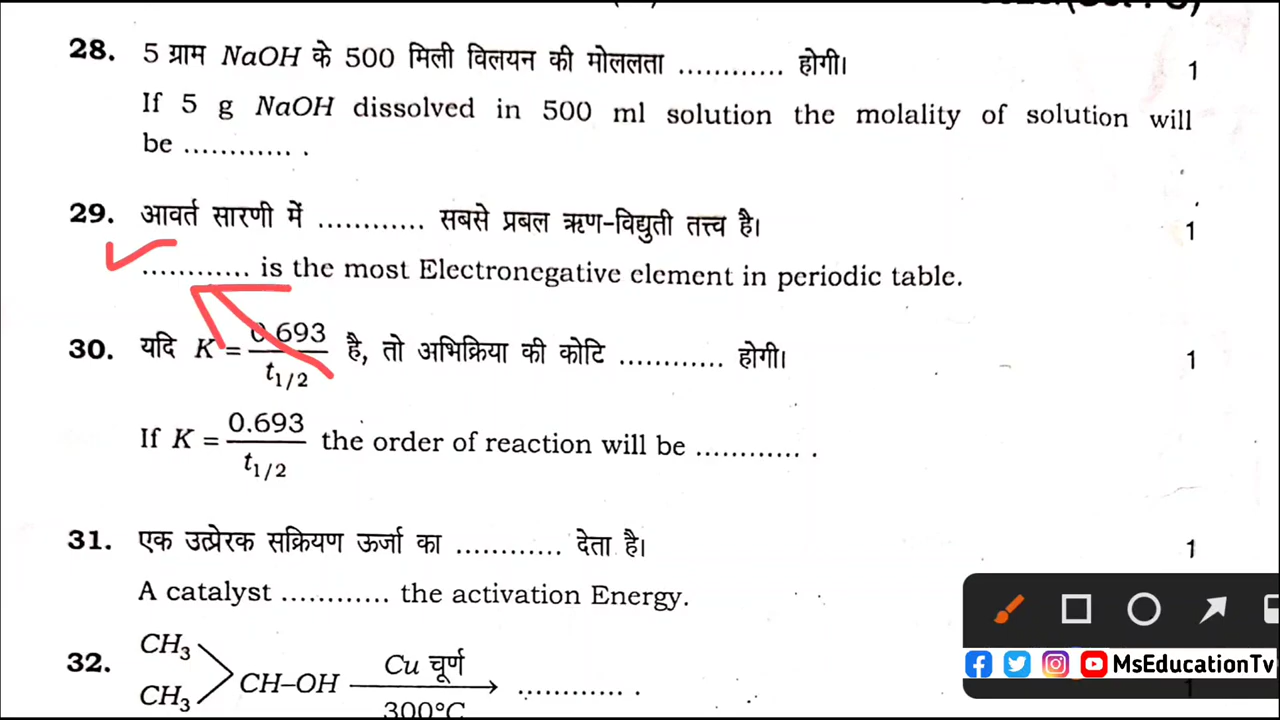 28. 5 ग्राम NaOH के 500 मिली विलयन की मोललता ............ होगी। 1
If 5 g NaOH dissolved in 500 ml solution the molality of solution will
be ............ .
29. आवर्त सारणी में ............ सबसे प्रबल ऋण-विद्युती तत्त्व है। 1
............ is the most Electronegative element in periodic table.
30. यदि K = 0.693 / t1/2 है, तो अभिक्रिया की कोटि ............ होगी। 1
If K = 0.693 / t1/2 the order of reaction will be ............ .
31. एक उत्प्रेरक सक्रियण ऊर्जा का ............ देता है। 1
A catalyst ............ the activation Energy.
32. CH3 CH3 CH–OH Cu चूर्ण 300°C ............ . 1
MsEducationTv